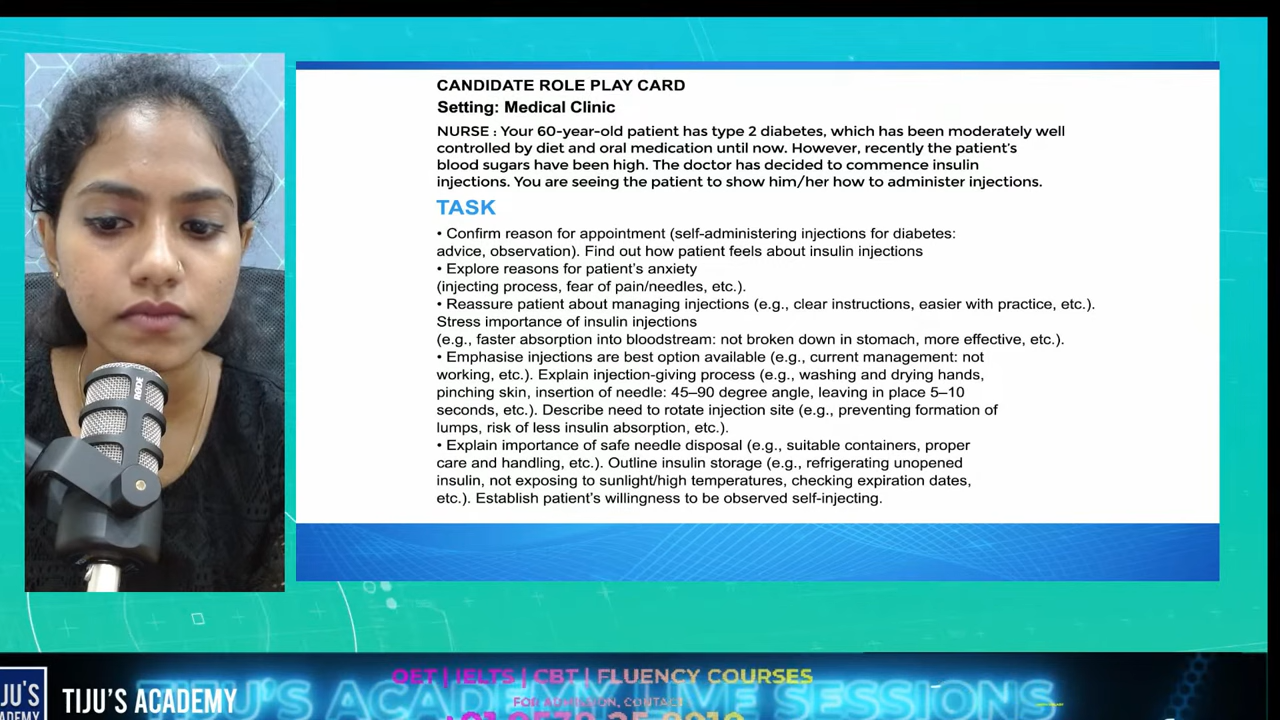 CANDIDATE ROLE PLAY CARD
Setting: Medical Clinic
NURSE : Your 60-year-old patient has type 2 diabetes, which has been moderately well
controlled by diet and oral medication until now. However, recently the patient's
blood sugars have been high. The doctor has decided to commence insulin
injections. You are seeing the patient to show him/her how to administer injections.
TASK
• Confirm reason for appointment (self-administering injections for diabetes:
advice, observation). Find out how patient feels about insulin injections
• Explore reasons for patient's anxiety
(injecting process, fear of pain/needles, etc.).
• Reassure patient about managing injections (e.g., clear instructions, easier with practice, etc.).
Stress importance of insulin injections
(e.g., faster absorption into bloodstream: not broken down in stomach, more effective, etc.).
• Emphasise injections are best option available (e.g., current management: not
working, etc.). Explain injection-giving process (e.g., washing and drying hands,
pinching skin, insertion of needle: 45–90 degree angle, leaving in place 5–10
seconds, etc.). Describe need to rotate injection site (e.g., preventing formation of
lumps, risk of less insulin absorption, etc.).
• Explain importance of safe needle disposal (e.g., suitable containers, proper
care and handling, etc.). Outline insulin storage (e.g., refrigerating unopened
insulin, not exposing to sunlight/high temperatures, checking expiration dates,
etc.). Establish patient's willingness to be observed self-injecting.
RODE
OET | IELTS | CBT | FLUENCY COURSES
TIJU'S ACADEMY LIVE SESSIONS
FOR ADMISSION, CONTACT
JU'S
TIJU'S ACADEMY